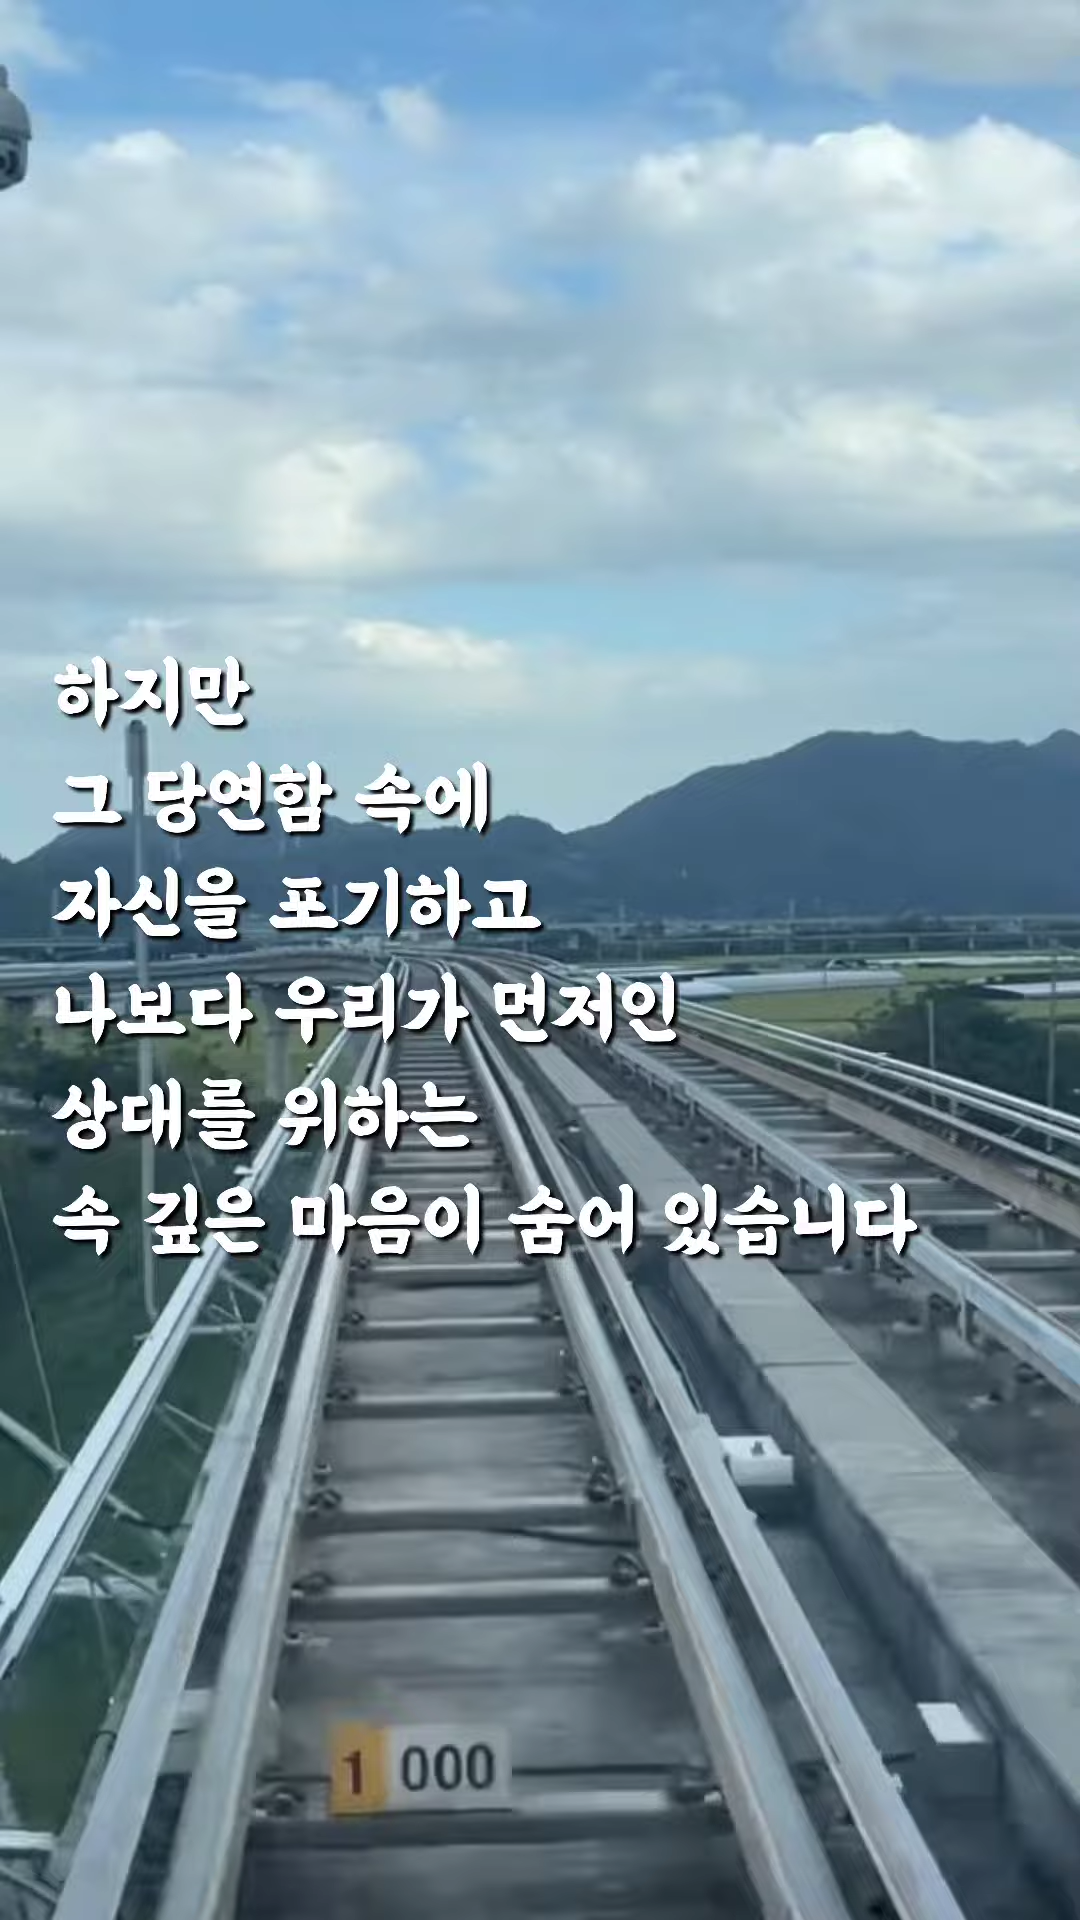 하지만
그 당연함 속에
자신을 포기하고
나보다 우리가 먼저인
상대를 위하는
속 깊은 마음이 숨어 있습니다
1 000